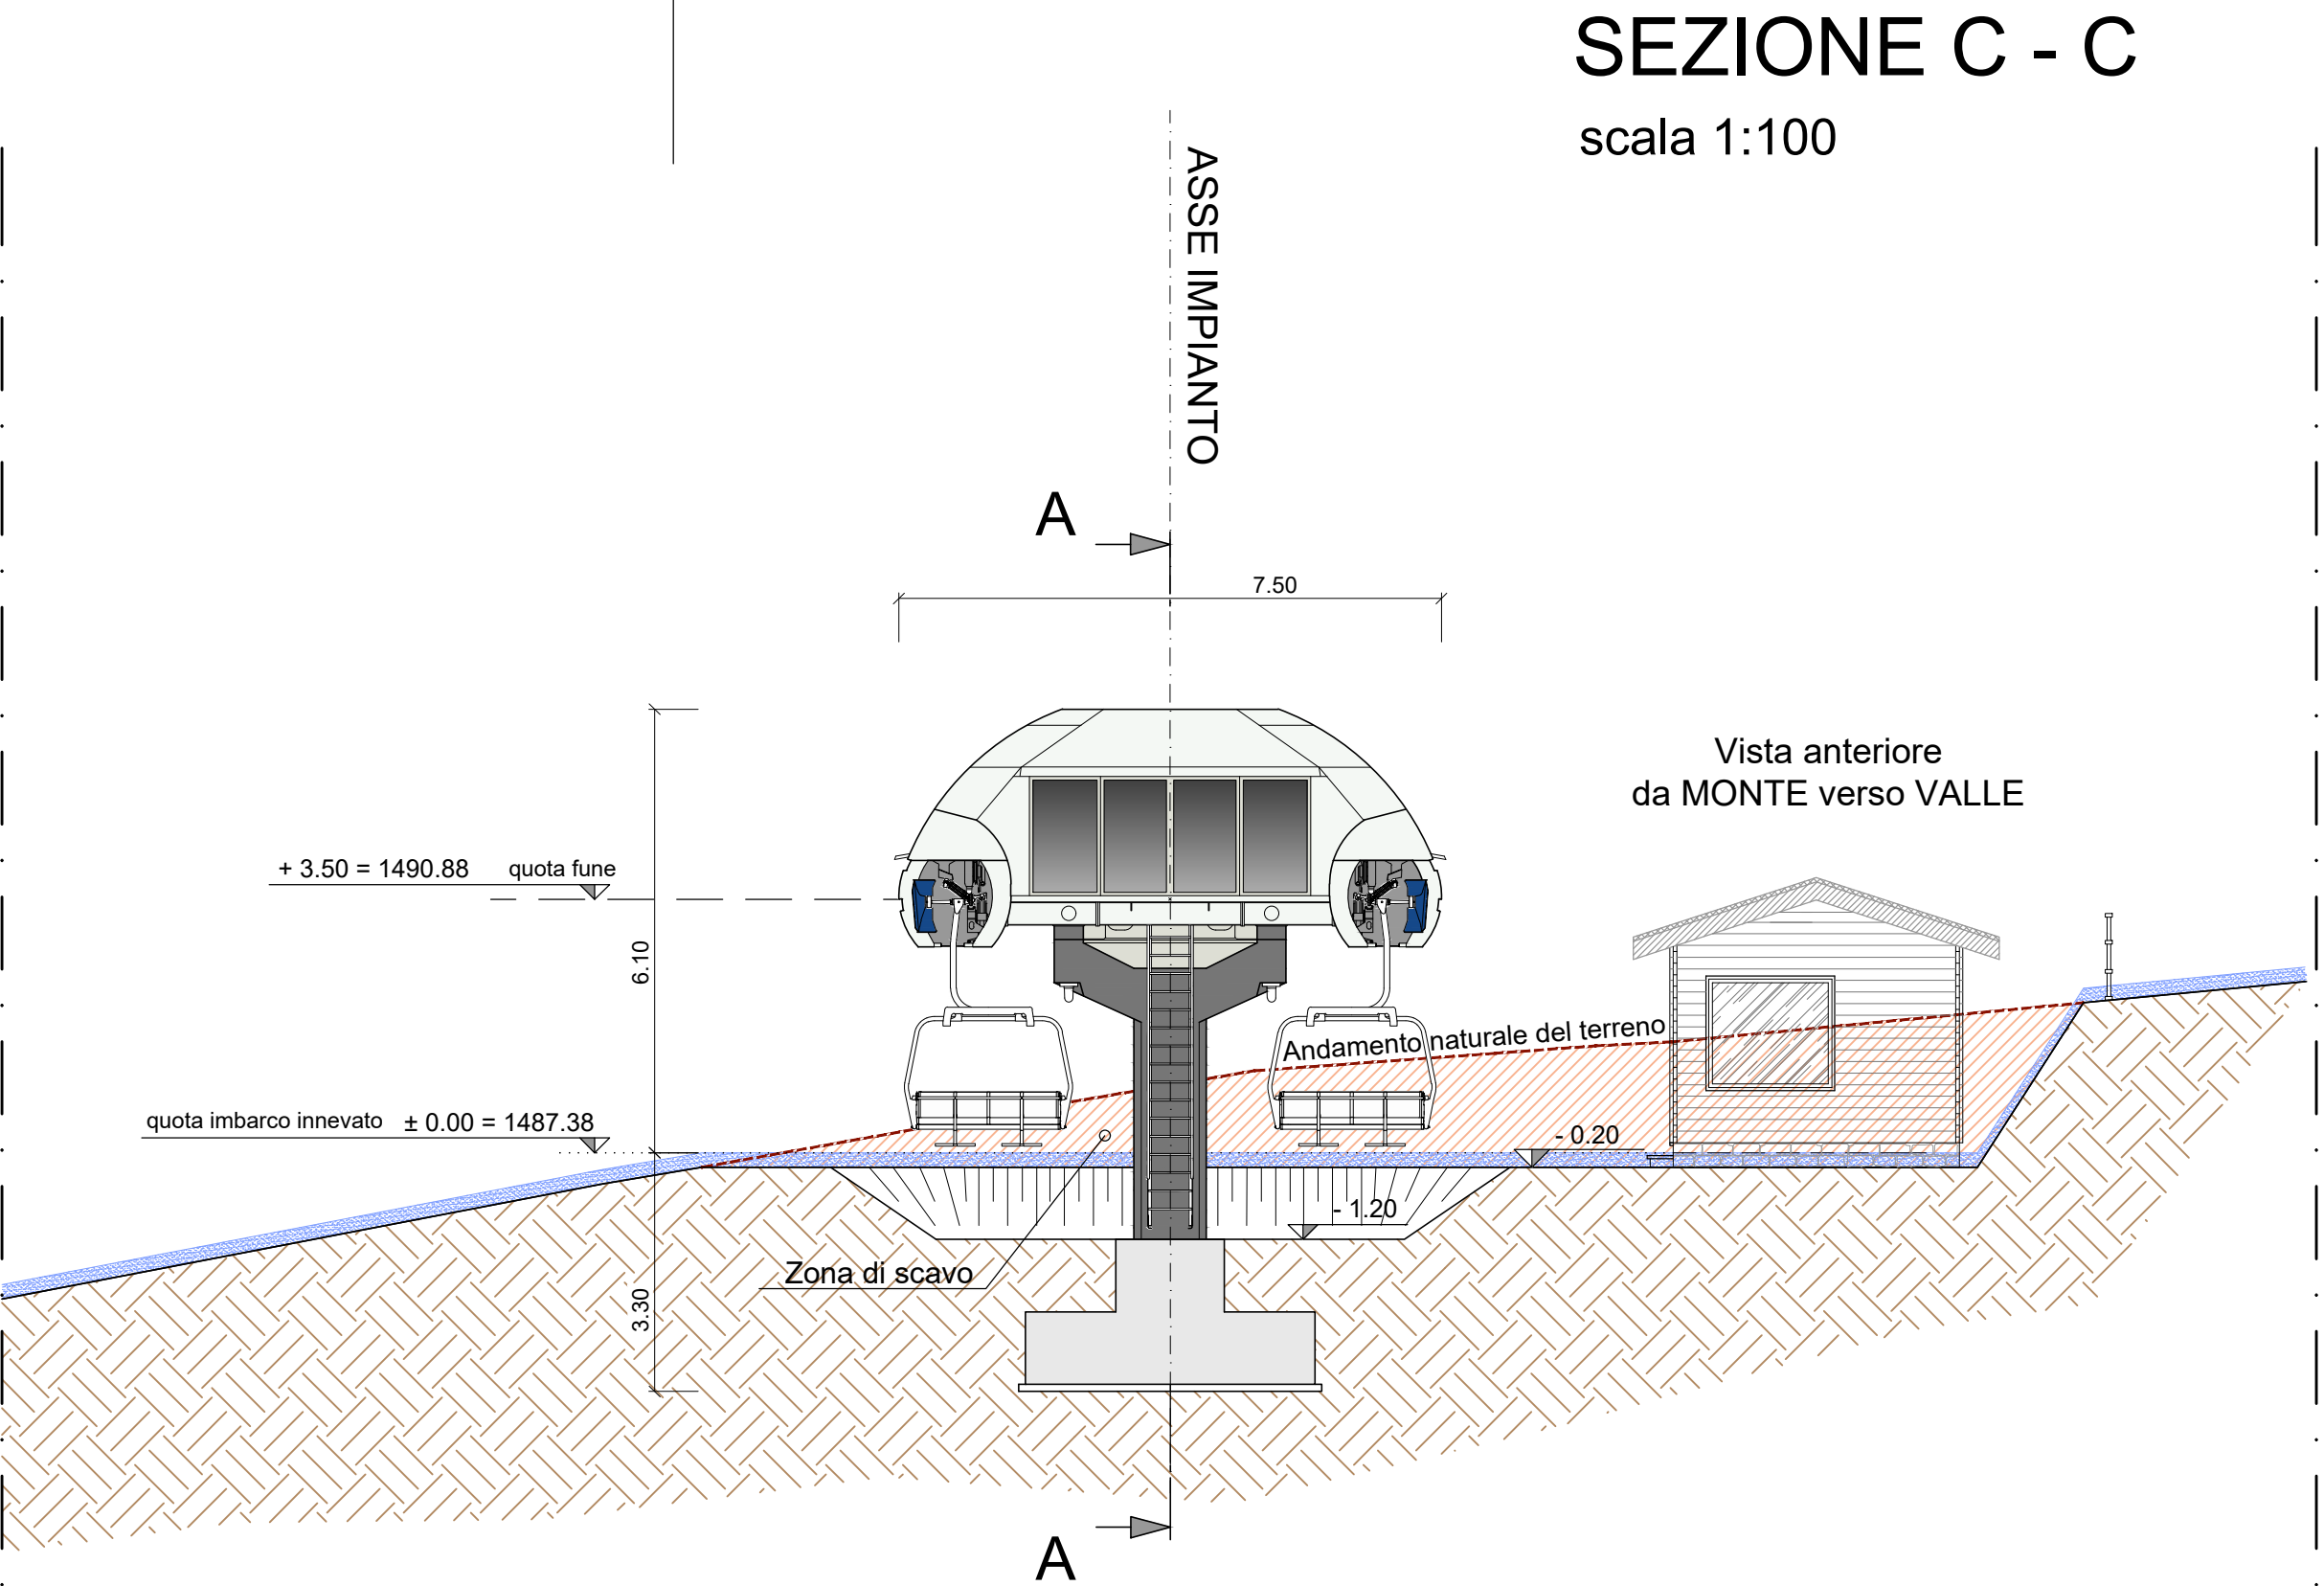 SEZIONE C - C
scala 1:100
ASSE IMPIANTO
A
7.50
Vista anteriore
da MONTE verso VALLE
+ 3.50 = 1490.88 quota fune
6.10
Andamento naturale del terreno
quota imbarco innevato ± 0.00 = 1487.38
- 0.20
- 1.20
Zona di scavo
3.30
A